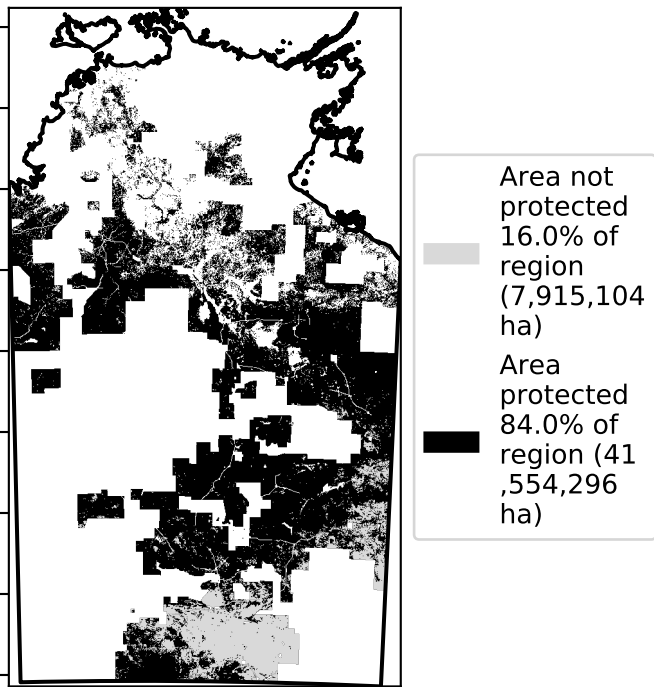 Area not
protected
16.0% of
region
(7,915,104
ha)
Area
protected
84.0% of
region (41
,554,296
ha)